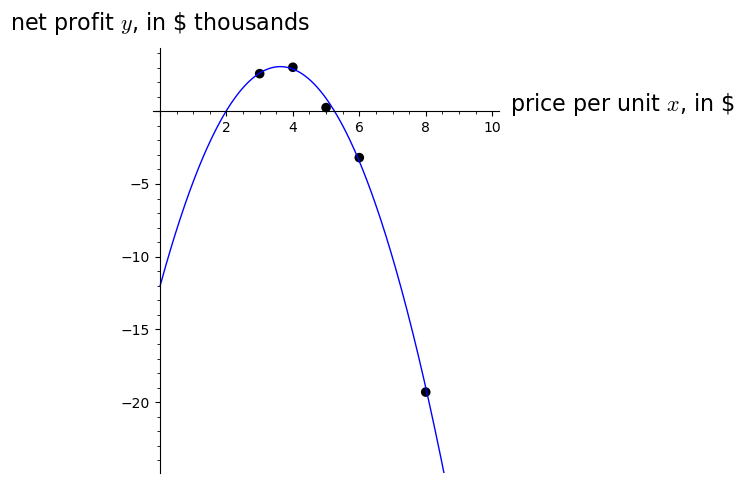 net profit y, in $ thousands
price per unit x, in $
2 4 6 8 10
−5
−10
−15
−20